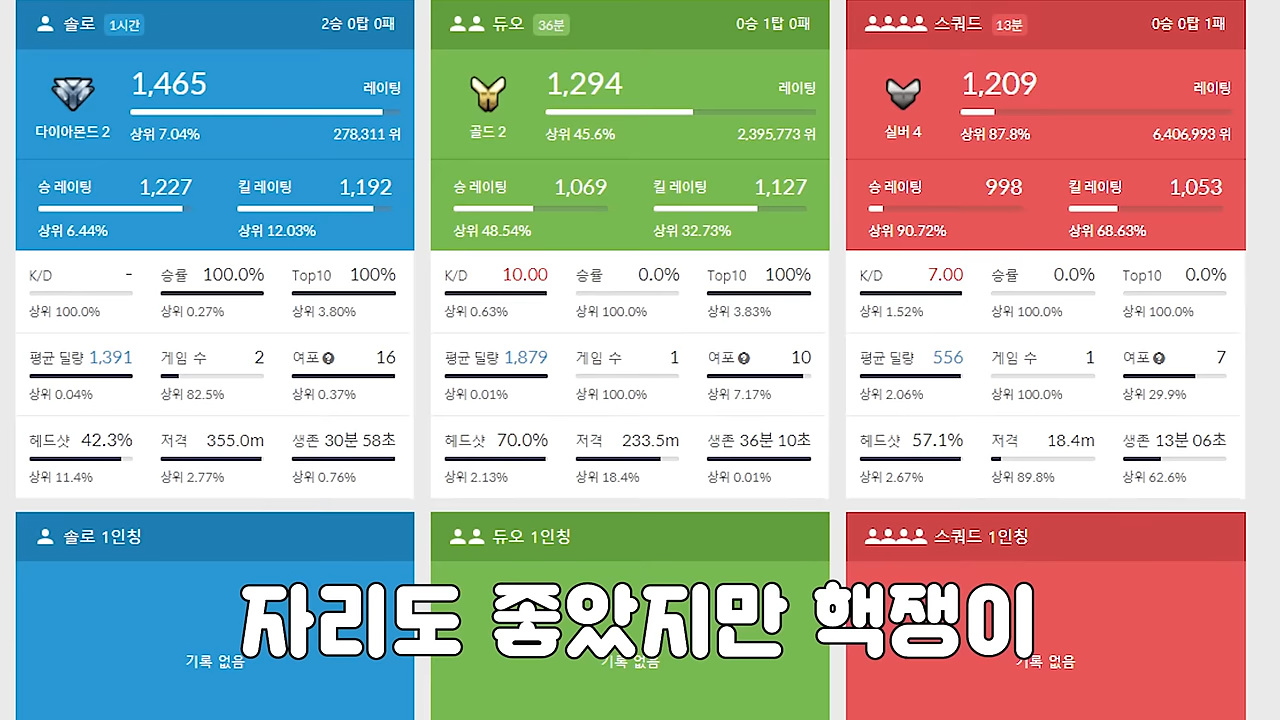 솔로 1시간 2승 0탑 0패
1,465 레이팅
다이아몬드 2 상위 7.04% 278,311 위
승 레이팅 1,227 킬 레이팅 1,192
상위 6.44% 상위 12.03%
K/D - 승률 100.0% Top10 100%
상위 100.0% 상위 0.27% 상위 3.80%
평균 딜량 1,391 게임 수 2 여포 16
상위 0.04% 상위 82.5% 상위 0.37%
헤드샷 42.3% 저격 355.0m 생존 30분 58초
상위 11.4% 상위 2.77% 상위 0.76%
듀오 36분 0승 1탑 0패
1,294 레이팅
골드 2 상위 45.6% 2,395,773 위
승 레이팅 1,069 킬 레이팅 1,127
상위 48.54% 상위 32.73%
K/D 10.00 승률 0.0% Top10 100%
상위 0.63% 상위 100.0% 상위 3.83%
평균 딜량 1,879 게임 수 1 여포 10
상위 0.01% 상위 100.0% 상위 7.17%
헤드샷 70.0% 저격 233.5m 생존 36분 10초
상위 2.13% 상위 18.4% 상위 0.01%
스쿼드 13분 0승 0탑 1패
1,209 레이팅
실버 4 상위 87.8% 6,406,993 위
승 레이팅 998 킬 레이팅 1,053
상위 90.72% 상위 68.63%
K/D 7.00 승률 0.0% Top10 0.0%
상위 1.52% 상위 100.0% 상위 100.0%
평균 딜량 556 게임 수 1 여포 7
상위 2.06% 상위 100.0% 상위 29.9%
헤드샷 57.1% 저격 18.4m 생존 13분 06초
상위 2.67% 상위 89.8% 상위 62.6%
솔로 1인칭
기록 없음
듀오 1인칭
기록 없음
스쿼드 1인칭
기록 없음
자리도 좋았지만 핵쟁이